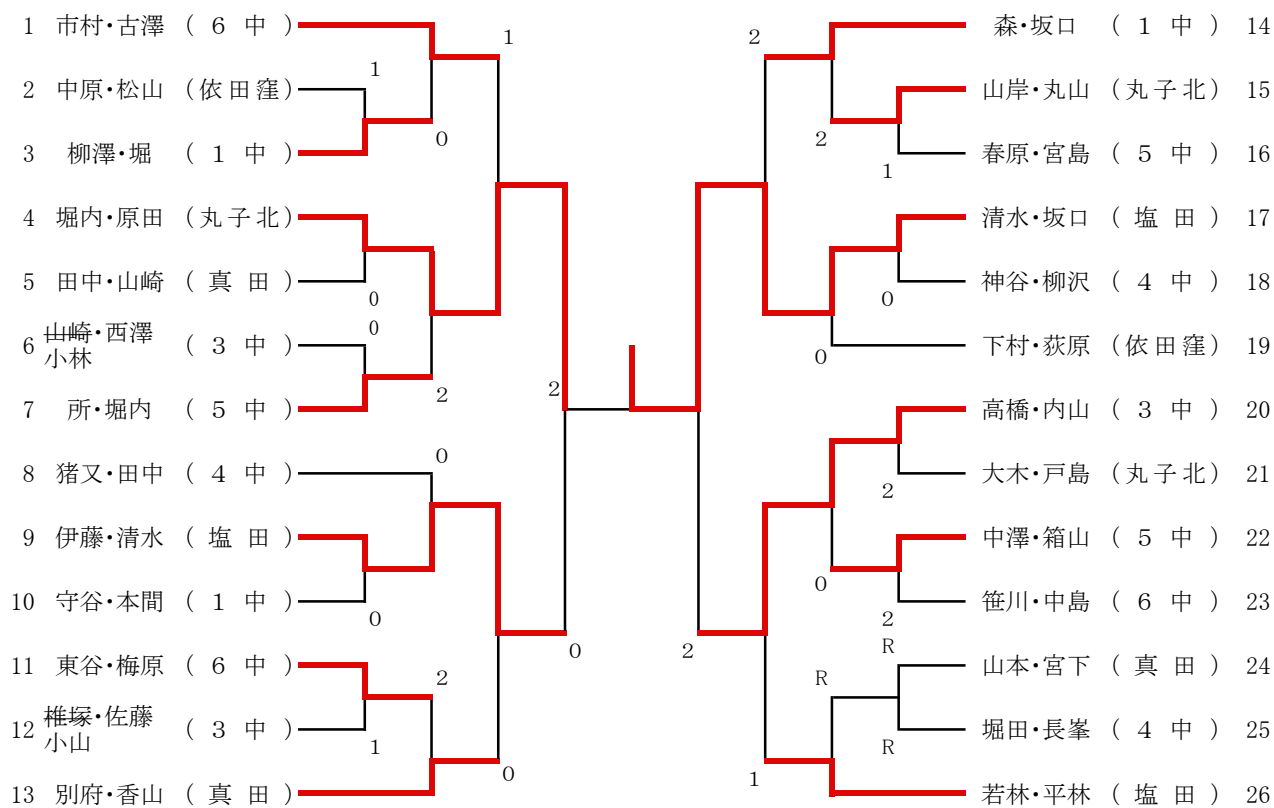 1 市村・古澤 ( 6 中 )
2 中原・松山 (依田窪)
3 柳澤・堀 ( 1 中 )
4 堀内・原田 (丸子北)
5 田中・山崎 ( 真 田 )
6 山崎・西澤 ( 3 中 )
小林
7 所・堀内 ( 5 中 )
8 猪又・田中 ( 4 中 )
9 伊藤・清水 ( 塩 田 )
10 守谷・本間 ( 1 中 )
11 東谷・梅原 ( 6 中 )
12 椎塚・佐藤 ( 3 中 )
小山
13 別府・香山 ( 真 田 )
1
0
0
0
0
1
0
2
0
2
1
0
2
0
2
2
2
1
2
1
0
0
2
0
2
R
R
R
森・坂口 ( 1 中 ) 14
山岸・丸山 (丸子北) 15
春原・宮島 ( 5 中 ) 16
清水・坂口 ( 塩 田 ) 17
神谷・柳沢 ( 4 中 ) 18
下村・荻原 (依田窪) 19
高橋・内山 ( 3 中 ) 20
大木・戸島 (丸子北) 21
中澤・箱山 ( 5 中 ) 22
笹川・中島 ( 6 中 ) 23
山本・宮下 ( 真 田 ) 24
堀田・長峯 ( 4 中 ) 25
若林・平林 ( 塩 田 ) 26